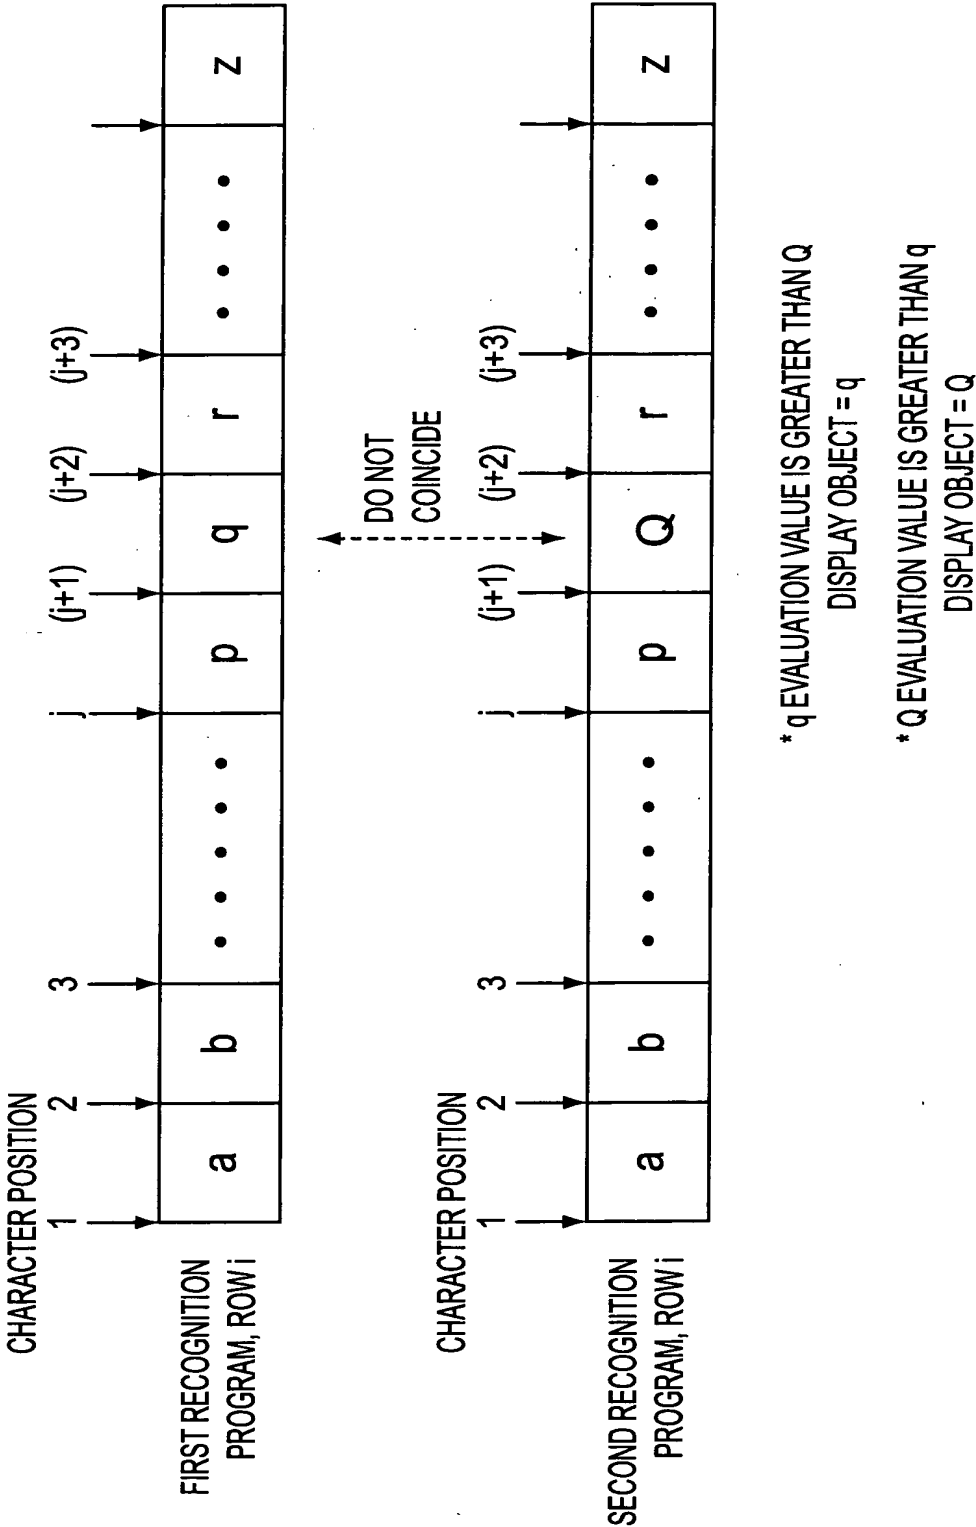 CHARACTER POSITION
1 2 3 j (j+1) (j+2) (j+3)
FIRST RECOGNITION
PROGRAM, ROW i
a b • • • • • p q r • • • • z
DO NOT
COINCIDE
CHARACTER POSITION
1 2 3 j (j+1) (j+2) (j+3)
SECOND RECOGNITION
PROGRAM, ROW i
a b • • • • • p Q r • • • • z
* q EVALUATION VALUE IS GREATER THAN Q
DISPLAY OBJECT = q
* Q EVALUATION VALUE IS GREATER THAN q
DISPLAY OBJECT = Q